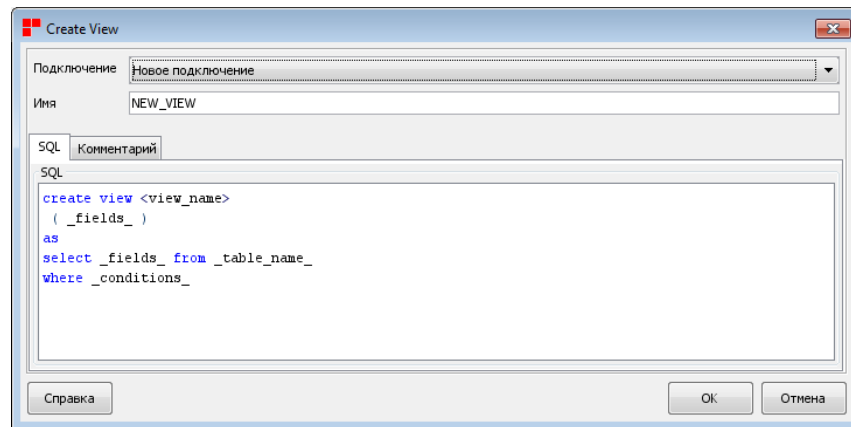 Create View
Подключение Новое подключение
Имя NEW_VIEW
SQL Комментарий
SQL
create view <view_name>
( _fields_ )
as
select _fields_ from _table_name_
where _conditions_
Справка OK Отмена